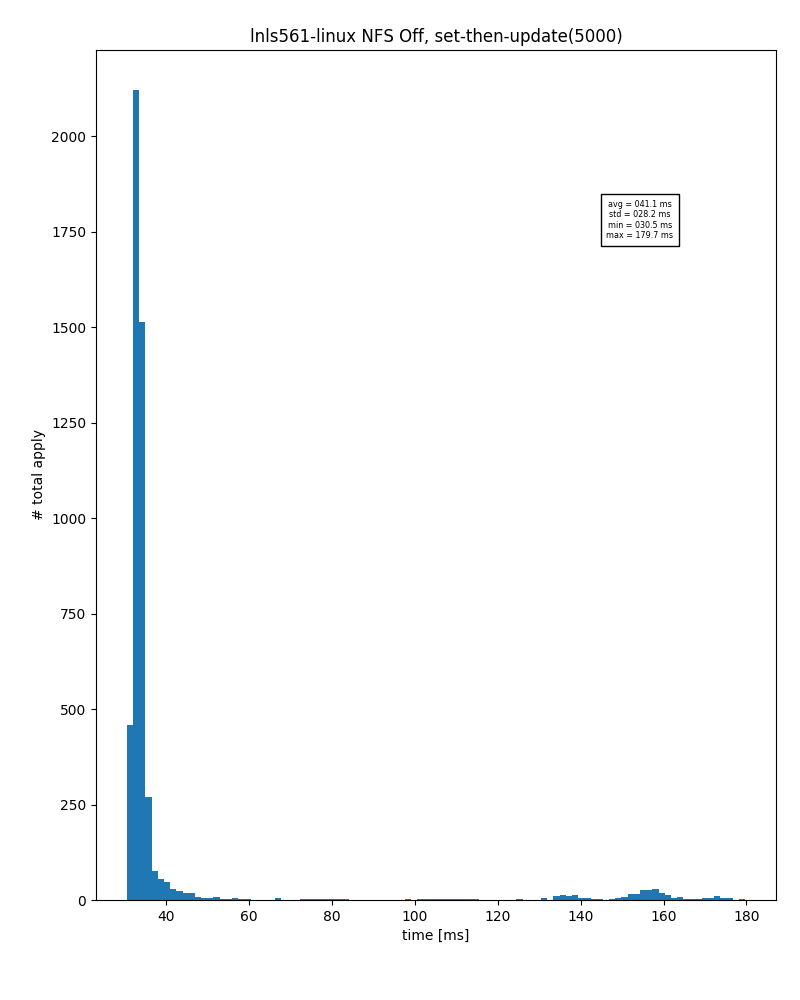 lnls561-linux NFS Off, set-then-update(5000)
2000
1750
1500
1250
1000
750
500
250
0
# total apply
avg = 041.1 ms
std = 028.2 ms
min = 030.5 ms
max = 179.7 ms
40 60 80 100 120 140 160 180
time [ms]